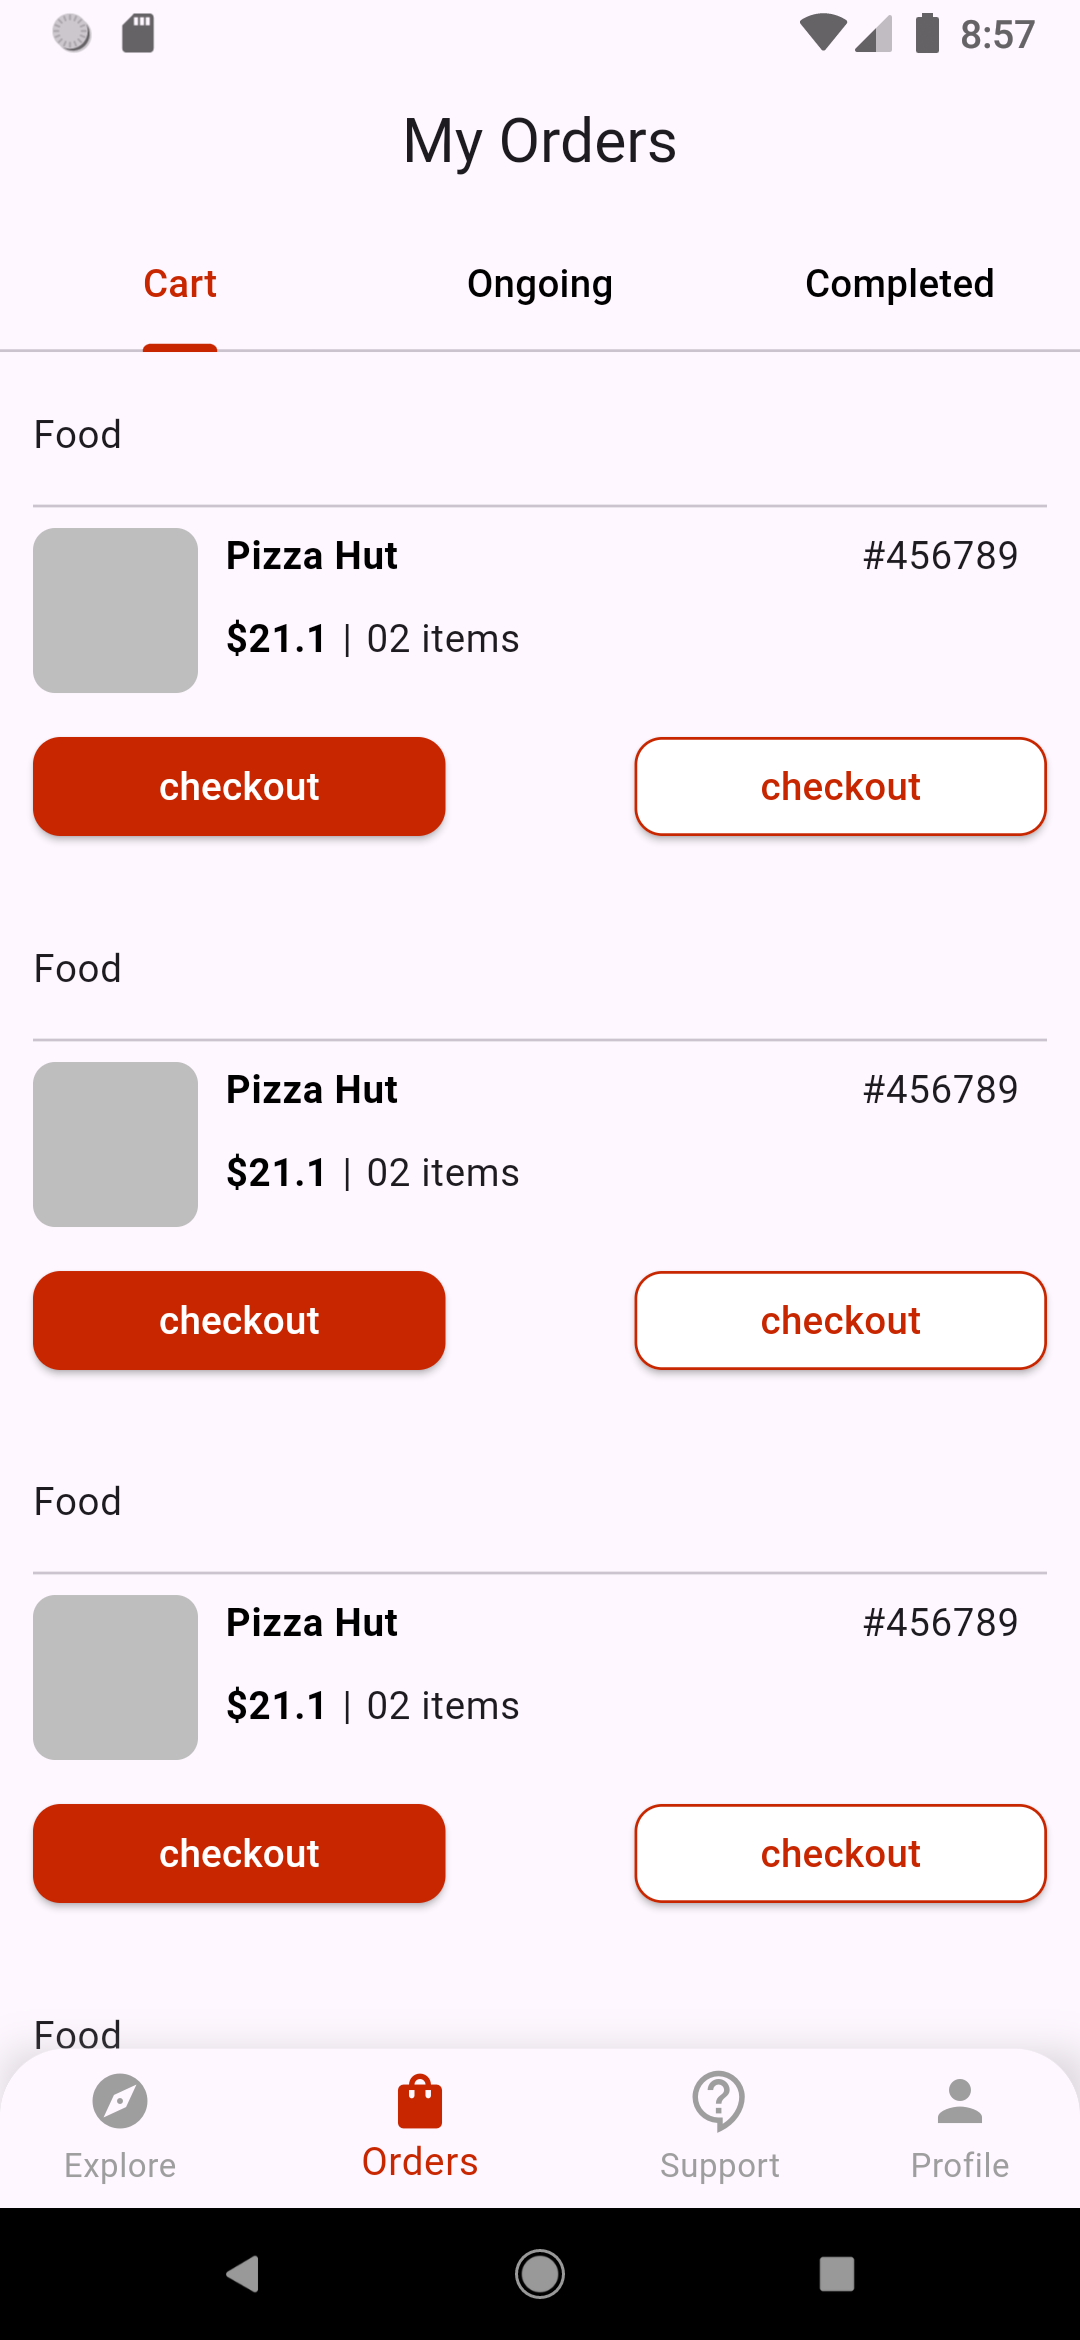 8:57
My Orders
Cart Ongoing Completed
Food
Pizza Hut #456789
$21.1 | 02 items
checkout checkout
Food
Pizza Hut #456789
$21.1 | 02 items
checkout checkout
Food
Pizza Hut #456789
$21.1 | 02 items
checkout checkout
Food
Explore Orders Support Profile